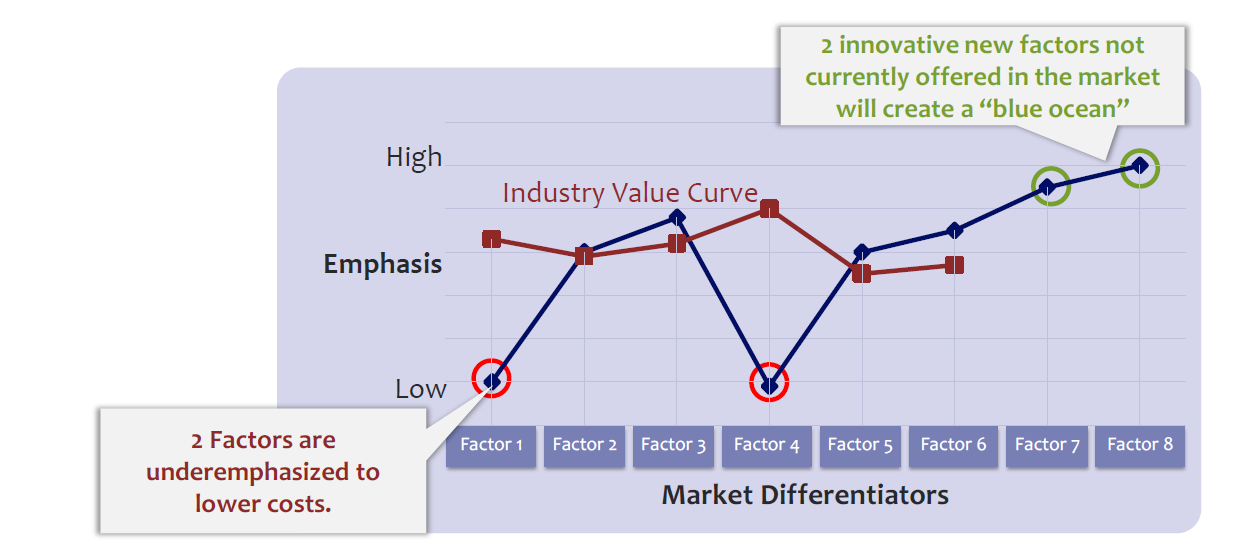 2 innovative new factors not
currently offered in the market
will create a “blue ocean”
High
Industry Value Curve
Emphasis
Low
2 Factors are
underemphasized to
lower costs.
Factor 1 Factor 2 Factor 3 Factor 4 Factor 5 Factor 6 Factor 7 Factor 8
Market Differentiators